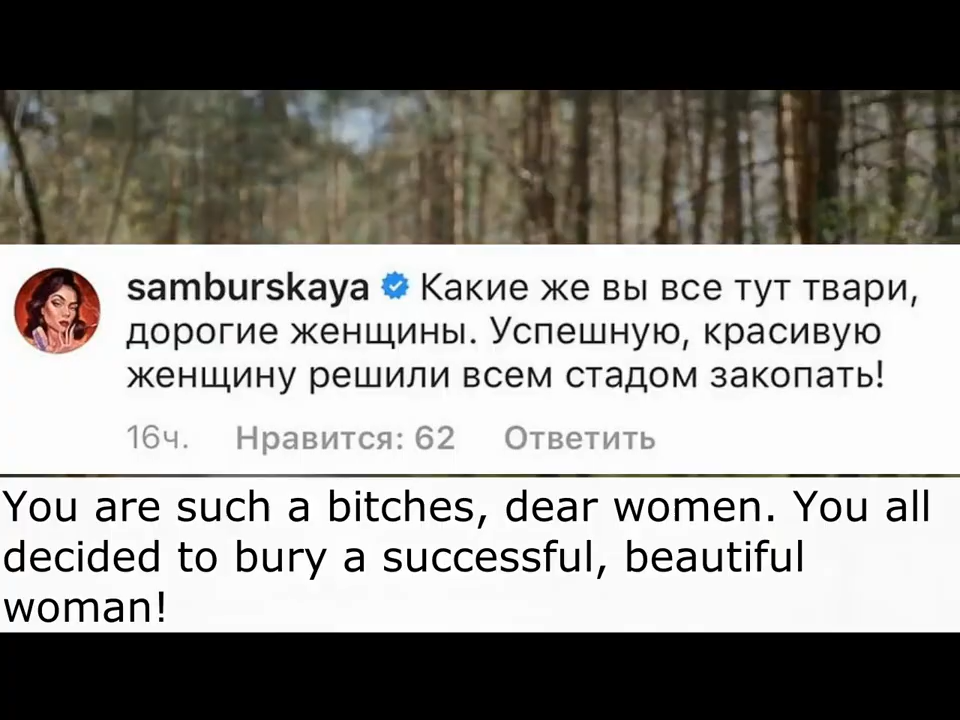 samburskaya Какие же вы все тут твари,
дорогие женщины. Успешную, красивую
женщину решили всем стадом закопать!
16ч. Нравится: 62 Ответить
You are such a bitches, dear women. You all
decided to bury a successful, beautiful
woman!